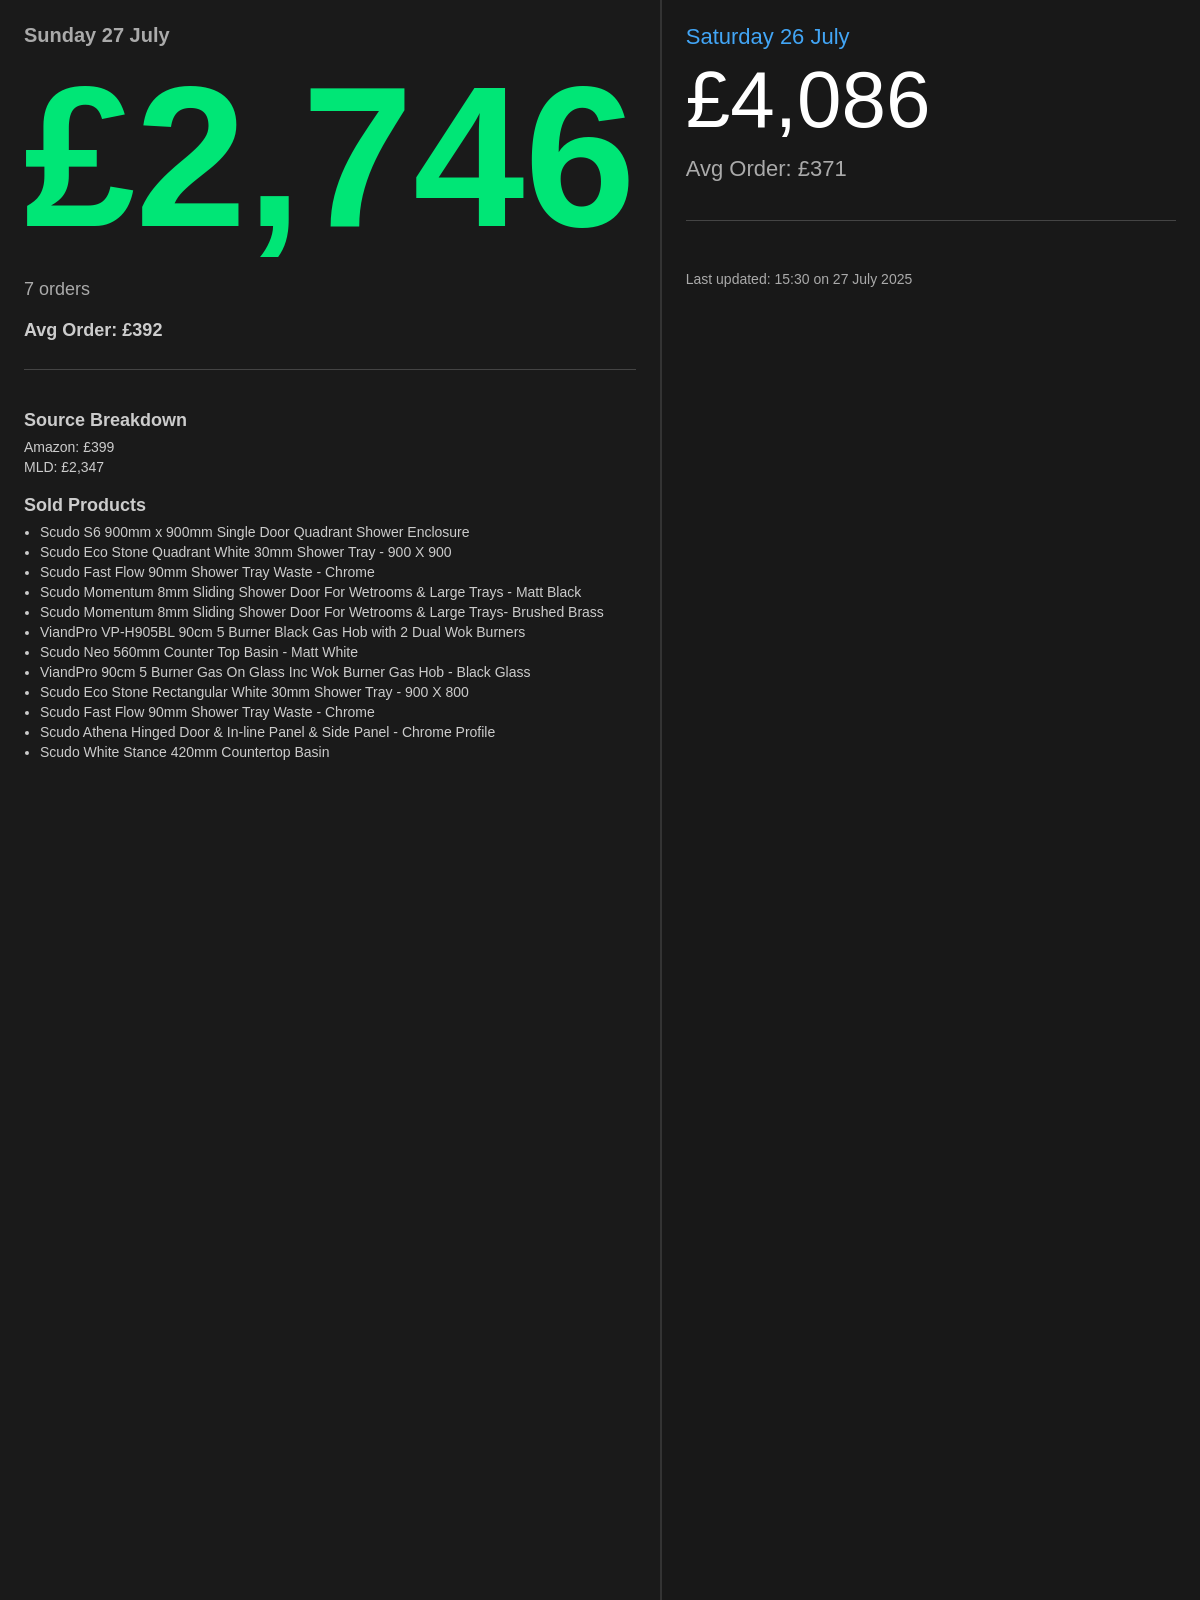 Sunday 27 July
£2,746
7 orders
Avg Order: £392
Source Breakdown
Amazon: £399
MLD: £2,347
Sold Products
• Scudo S6 900mm x 900mm Single Door Quadrant Shower Enclosure
• Scudo Eco Stone Quadrant White 30mm Shower Tray - 900 X 900
• Scudo Fast Flow 90mm Shower Tray Waste - Chrome
• Scudo Momentum 8mm Sliding Shower Door For Wetrooms & Large Trays - Matt Black
• Scudo Momentum 8mm Sliding Shower Door For Wetrooms & Large Trays- Brushed Brass
• ViandPro VP-H905BL 90cm 5 Burner Black Gas Hob with 2 Dual Wok Burners
• Scudo Neo 560mm Counter Top Basin - Matt White
• ViandPro 90cm 5 Burner Gas On Glass Inc Wok Burner Gas Hob - Black Glass
• Scudo Eco Stone Rectangular White 30mm Shower Tray - 900 X 800
• Scudo Fast Flow 90mm Shower Tray Waste - Chrome
• Scudo Athena Hinged Door & In-line Panel & Side Panel - Chrome Profile
• Scudo White Stance 420mm Countertop Basin
Saturday 26 July
£4,086
Avg Order: £371
Last updated: 15:30 on 27 July 2025